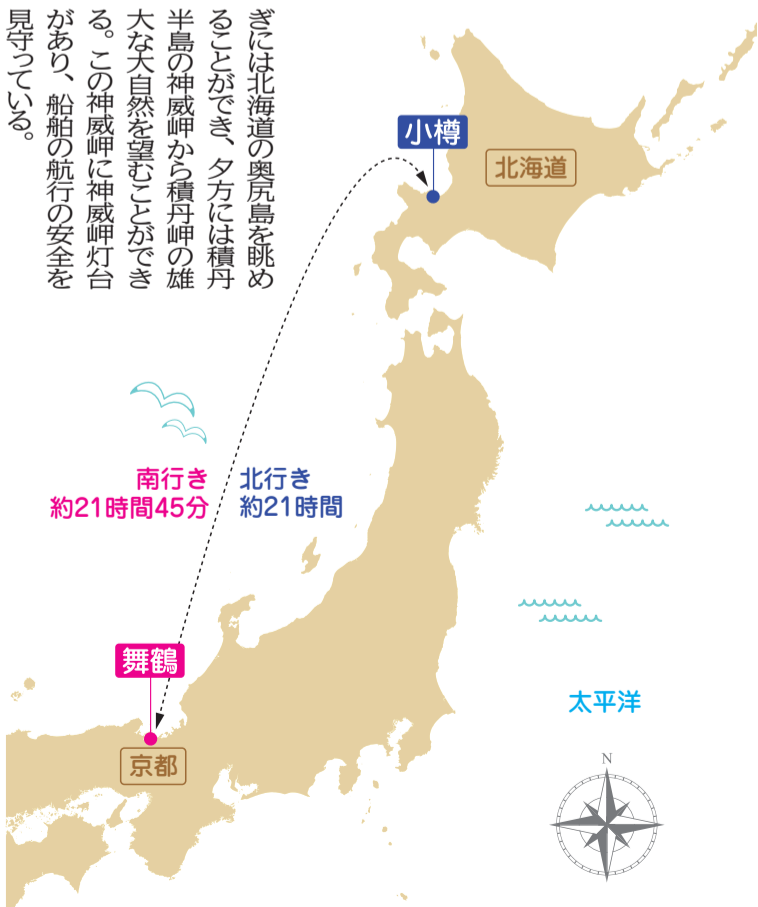 ぎには北海道の奥尻島を眺め
ることができ、夕方には積丹
半島の神威岬から積丹岬の雄
大な大自然を望むことができ
る。この神威岬に神威岬灯台
があり、船舶の航行の安全を
見守っている。
小樽
北海道
南行き
約21時間45分
北行き
約21時間
舞鶴
京都
太平洋
N